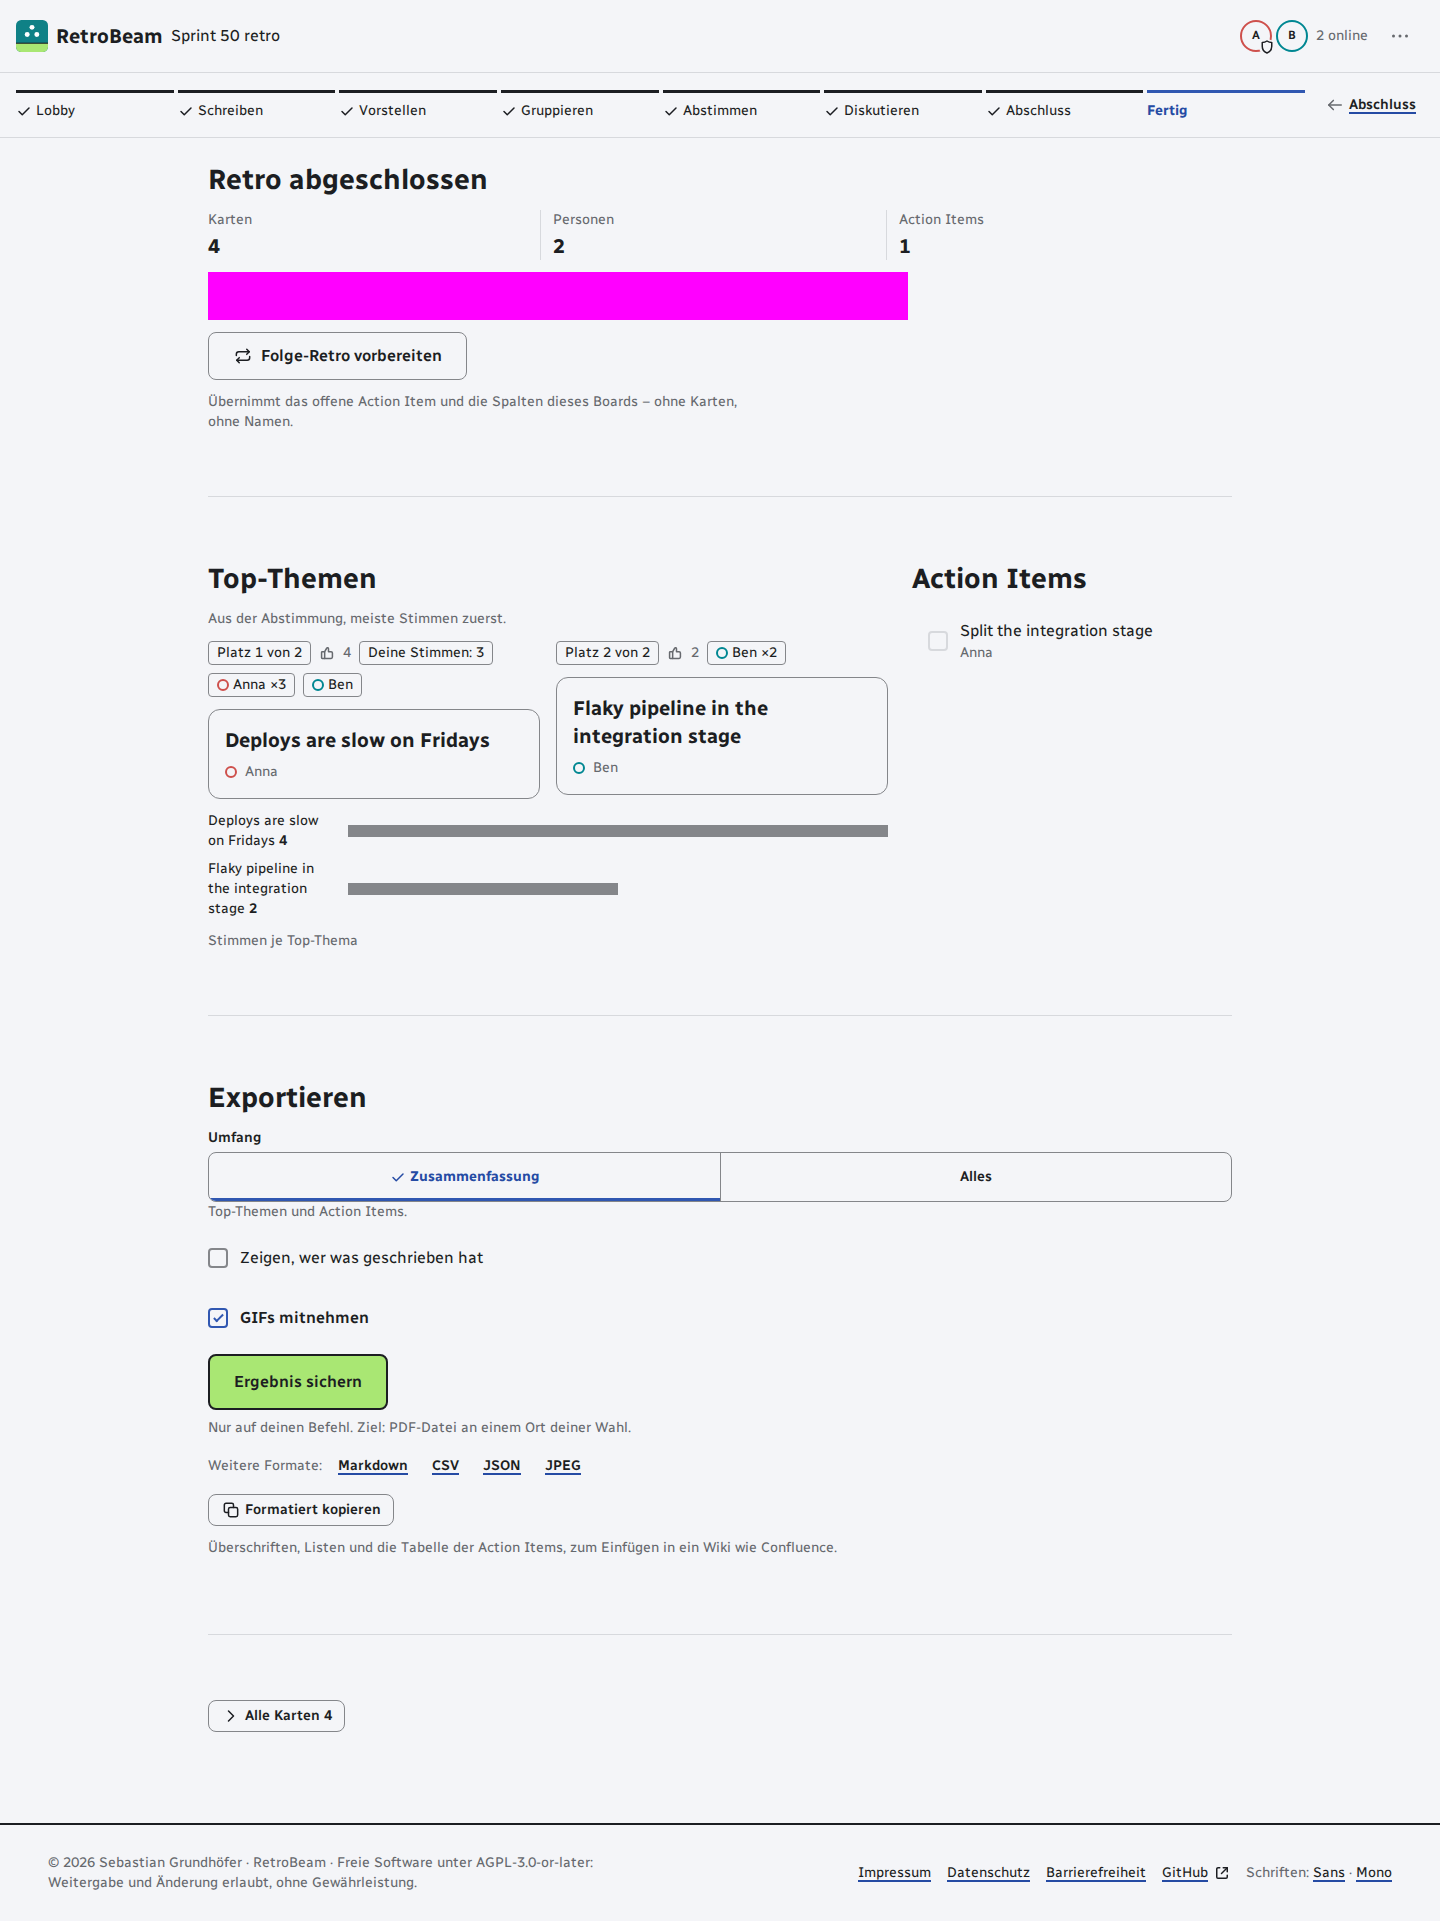 RetroBeam Sprint 50 retro
A B 2 online
Lobby
Schreiben
Vorstellen
Gruppieren
Abstimmen
Diskutieren
Abschluss
Fertig
Abschluss
Retro abgeschlossen
Karten
4
Personen
2
Action Items
1
Folge-Retro vorbereiten
Übernimmt das offene Action Item und die Spalten dieses Boards – ohne Karten,
ohne Namen.
Top-Themen
Aus der Abstimmung, meiste Stimmen zuerst.
Platz 1 von 2 4 Deine Stimmen: 3
Anna ×3 Ben
Deploys are slow on Fridays
Anna
Platz 2 von 2 2 Ben ×2
Flaky pipeline in the
integration stage
Ben
Deploys are slow
on Fridays 4
Flaky pipeline in
the integration
stage 2
Stimmen je Top-Thema
Action Items
Split the integration stage
Anna
Exportieren
Umfang
Zusammenfassung
Alles
Top-Themen und Action Items.
Zeigen, wer was geschrieben hat
GIFs mitnehmen
Ergebnis sichern
Nur auf deinen Befehl. Ziel: PDF-Datei an einem Ort deiner Wahl.
Weitere Formate: Markdown CSV JSON JPEG
Formatiert kopieren
Überschriften, Listen und die Tabelle der Action Items, zum Einfügen in ein Wiki wie Confluence.
Alle Karten 4
© 2026 Sebastian Grundhöfer · RetroBeam · Freie Software unter AGPL-3.0-or-later:
Weitergabe und Änderung erlaubt, ohne Gewährleistung.
Impressum Datenschutz Barrierefreiheit GitHub Schriften: Sans · Mono